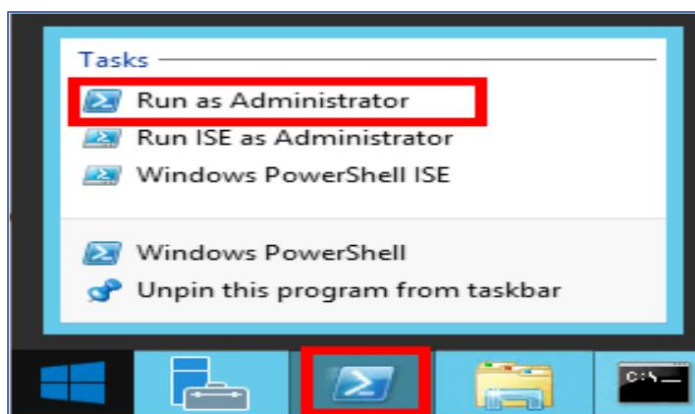 Tasks
Run as Administrator
Run ISE as Administrator
Windows PowerShell ISE
Windows PowerShell
Unpin this program from taskbar
C:\_